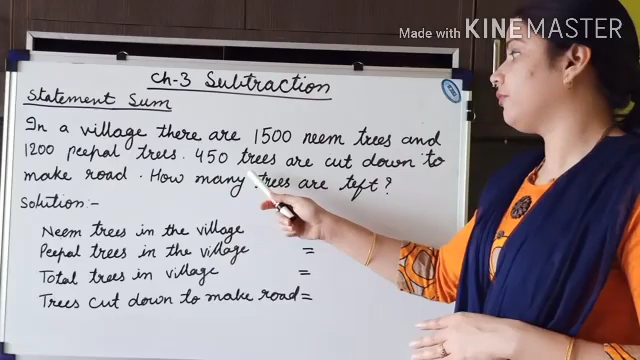 Made with KINEMASTER
Ch-3 Subtraction
Statement Sum
In a village there are 1500 neem trees and
1200 peepal trees. 450 trees are cut down to
make road. How many trees are left?
Solution:-
Neem trees in the village
Peepal trees in the village =
Total trees in village =
Trees cut down to make road =